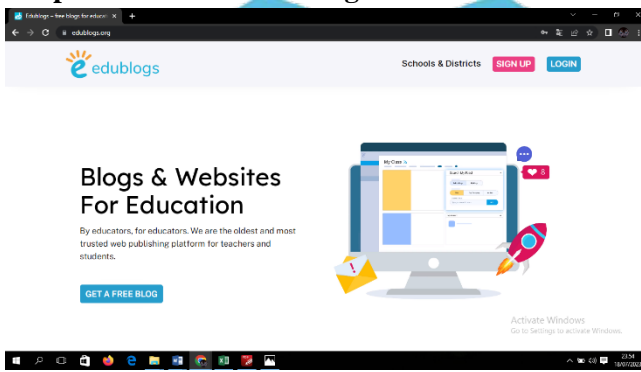 Edublogs – free blogs for educat
edublogs.org
edublogs
Schools & Districts
SIGN UP
LOGIN
Blogs & Websites
For Education
By educators, for educators. We are the oldest and most
trusted web publishing platform for teachers and
students.
GET A FREE BLOG
My Class
8
Activate Windows
Go to Settings to activate Windows.
23.54